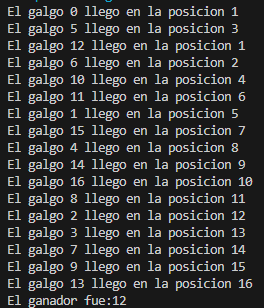 El galgo 0 llego en la posicion 1
El galgo 5 llego en la posicion 3
El galgo 12 llego en la posicion 1
El galgo 6 llego en la posicion 2
El galgo 10 llego en la posicion 4
El galgo 11 llego en la posicion 6
El galgo 1 llego en la posicion 5
El galgo 15 llego en la posicion 7
El galgo 4 llego en la posicion 8
El galgo 14 llego en la posicion 9
El galgo 16 llego en la posicion 10
El galgo 8 llego en la posicion 11
El galgo 2 llego en la posicion 12
El galgo 3 llego en la posicion 13
El galgo 7 llego en la posicion 14
El galgo 9 llego en la posicion 15
El galgo 13 llego en la posicion 16
El ganador fue:12